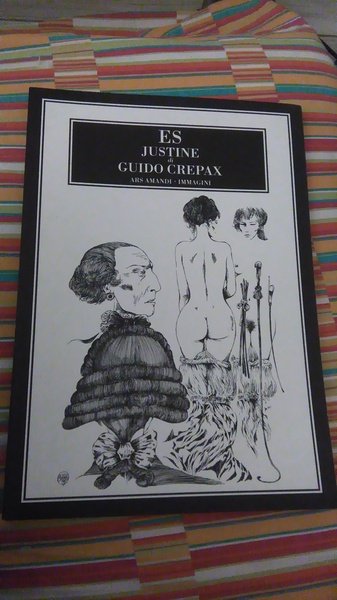 ES
JUSTINE
di
GUIDO CREPAX
ARS AMANDI - IMMAGINI